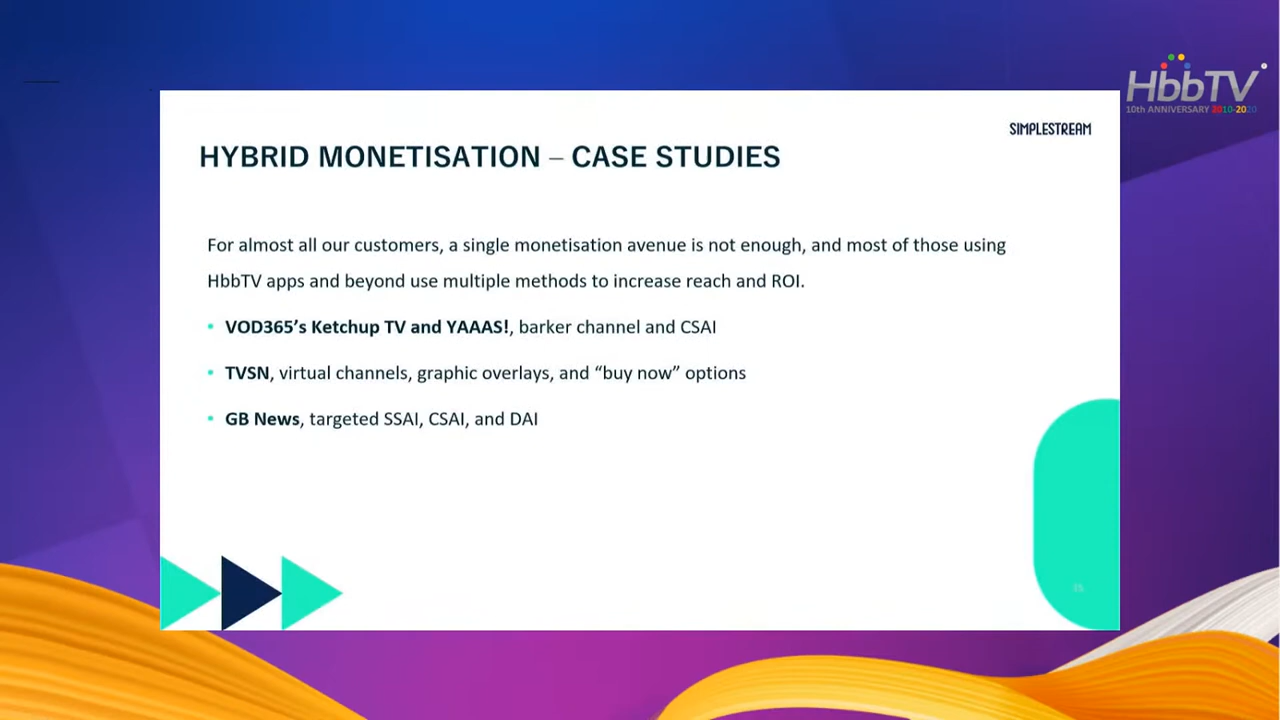 HbbTV
10th ANNIVERSARY 2010-2020
SIMPLESTREAM
HYBRID MONETISATION – CASE STUDIES
For almost all our customers, a single monetisation avenue is not enough, and most of those using
HbbTV apps and beyond use multiple methods to increase reach and ROI.
• VOD365’s Ketchup TV and YAAAS!, barker channel and CSAI
• TVSN, virtual channels, graphic overlays, and “buy now” options
• GB News, targeted SSAI, CSAI, and DAI